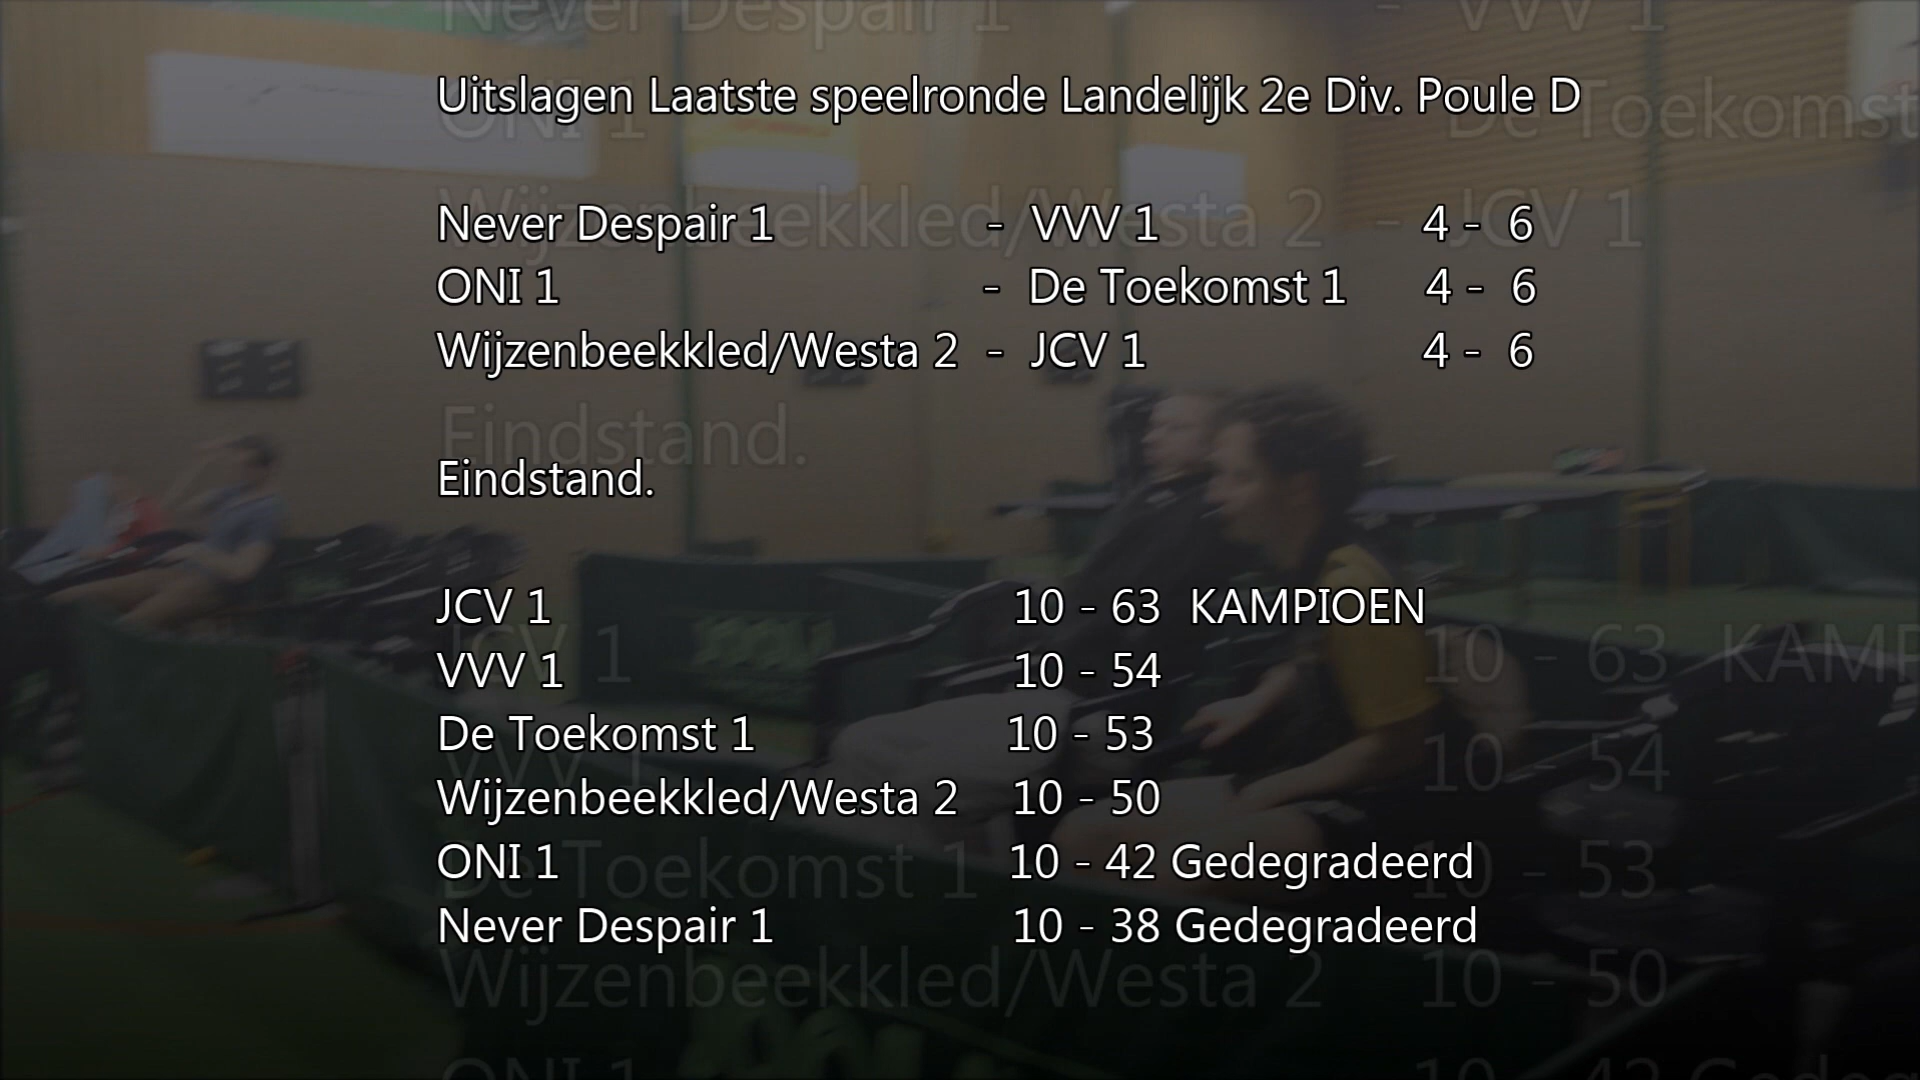 Uitslagen Laatste speelronde Landelijk 2e Div. Poule D
Never Despair 1 - VVV 1 4 - 6
ONI 1 - De Toekomst 1 4 - 6
Wijzenbeekkled/Westa 2 - JCV 1 4 - 6
Eindstand.
JCV 1 10 - 63 KAMPIOEN
VVV 1 10 - 54
De Toekomst 1 10 - 53
Wijzenbeekkled/Westa 2 10 - 50
ONI 1 10 - 42 Gedegradeerd
Never Despair 1 10 - 38 Gedegradeerd